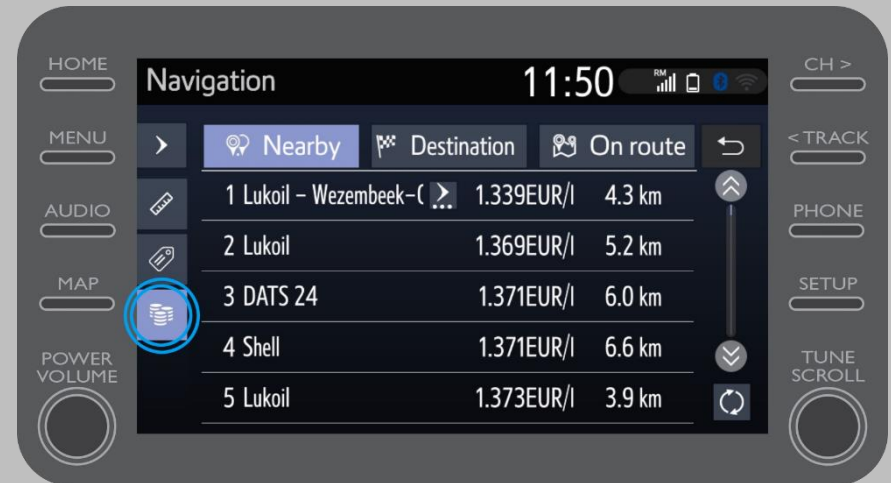 HOME
MENU
AUDIO
MAP
POWER
VOLUME
Navigation 11:50 RM
Nearby Destination On route
1 Lukoil – Wezembeek-( 1.339EUR/l 4.3 km
2 Lukoil 1.369EUR/l 5.2 km
3 DATS 24 1.371EUR/l 6.0 km
4 Shell 1.371EUR/l 6.6 km
5 Lukoil 1.373EUR/l 3.9 km
CH >
< TRACK
PHONE
SETUP
TUNE
SCROLL